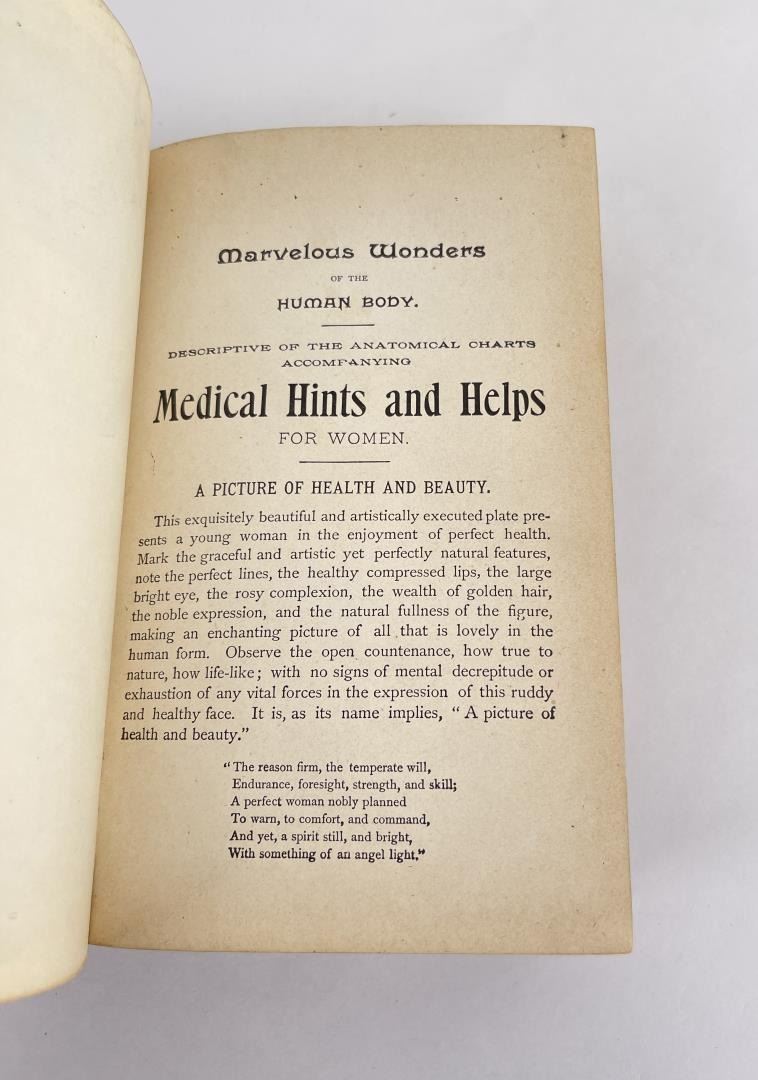 Marvelous Wonders
OF THE
HUMAN BODY.
DESCRIPTIVE OF THE ANATOMICAL CHARTS
ACCOMPANYING
Medical Hints and Helps
FOR WOMEN.
A PICTURE OF HEALTH AND BEAUTY.
This exquisitely beautiful and artistically executed plate pre-
sents a young woman in the enjoyment of perfect health.
Mark the graceful and artistic yet perfectly natural features,
note the perfect lines, the healthy compressed lips, the large
bright eye, the rosy complexion, the wealth of golden hair,
the noble expression, and the natural fullness of the figure,
making an enchanting picture of all that is lovely in the
human form. Observe the open countenance, how true to
nature, how life-like; with no signs of mental decrepitude or
exhaustion of any vital forces in the expression of this ruddy
and healthy face. It is, as its name implies, "A picture of
health and beauty."
"The reason firm, the temperate will,
Endurance, foresight, strength, and skill;
A perfect woman nobly planned
To warn, to comfort, and command,
And yet, a spirit still, and bright,
With something of an angel light."